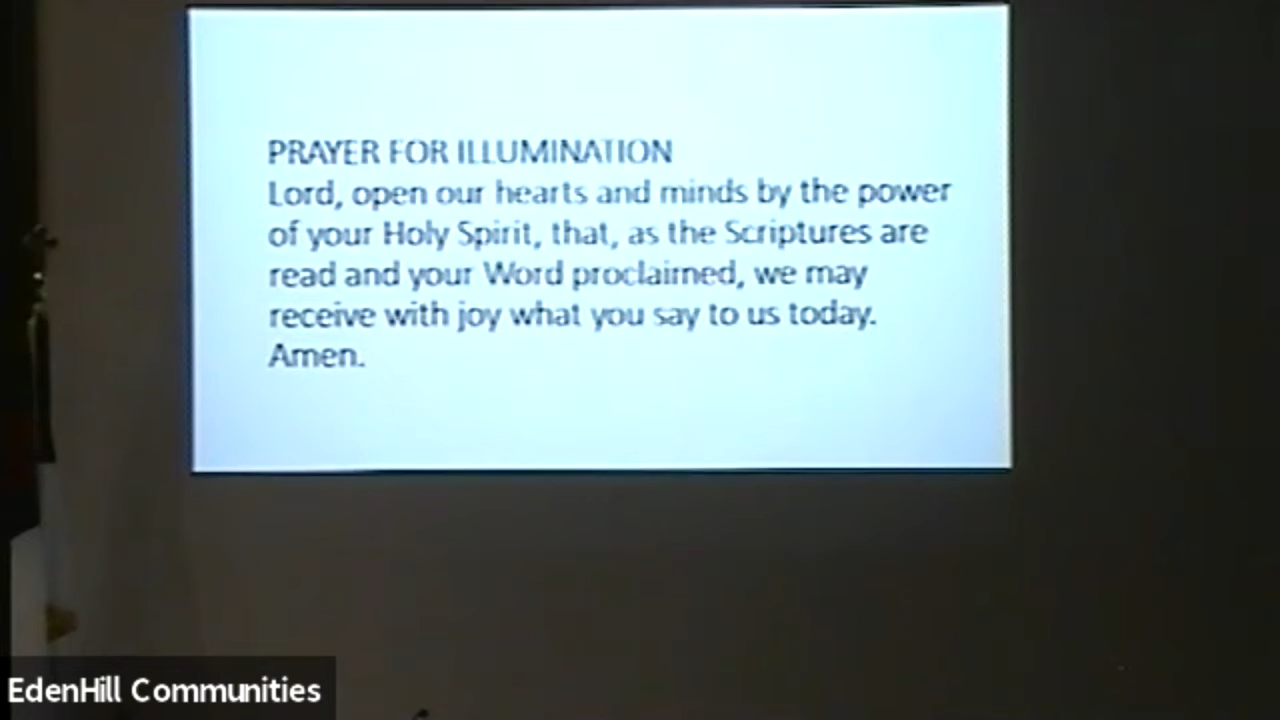 PRAYER FOR ILLUMINATION
Lord, open our hearts and minds by the power
of your Holy Spirit, that, as the Scriptures are
read and your Word proclaimed, we may
receive with joy what you say to us today.
Amen.
EdenHill Communities